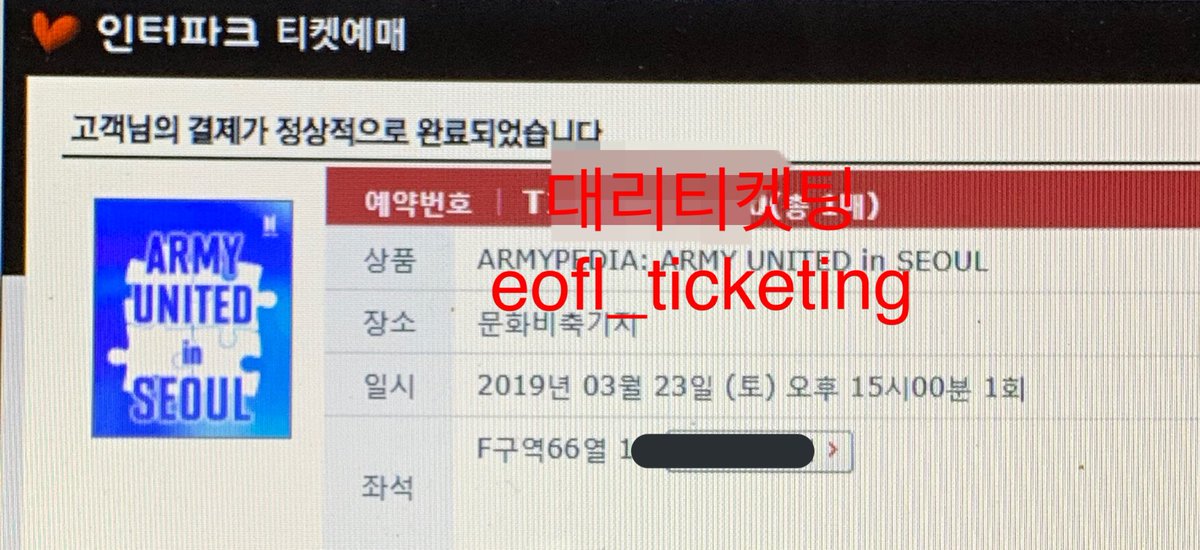 인터파크 티켓예매
고객님의 결제가 정상적으로 완료되었습니다
ARMY
UNITED
in
SEOUL
예약번호
대리티켓팅
상품 ARMYPEDIA: ARMY UNITED in SEOUL
eofl_ticketing
장소 문화비축기지
일시 2019년 03월 23일 (토) 오후 15시00분 1회
F구역66열 1
좌석